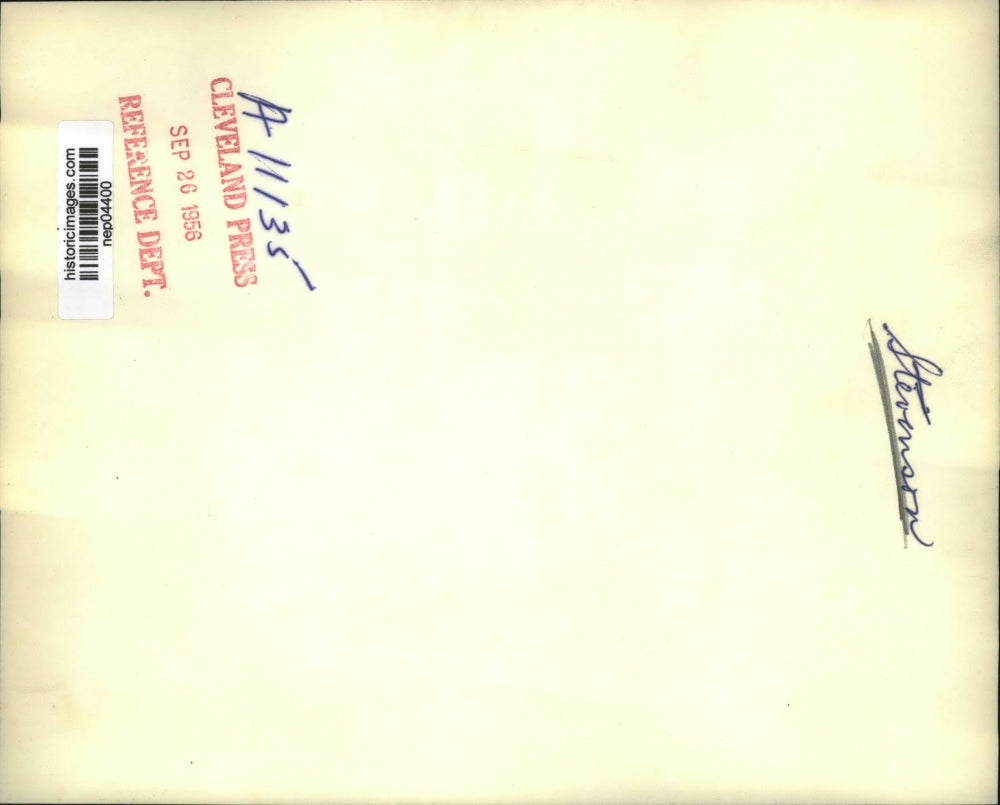 Stevenson
A 11135
CLEVELAND PRESS
SEP 26 1956
REFERENCE DEPT.
historicimages.com
nep04400